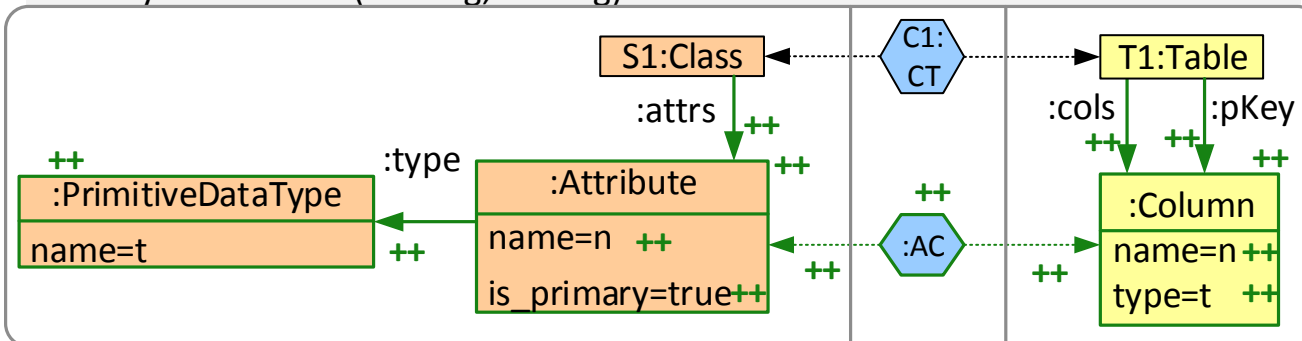 S1:Class
C1:
CT
T1:Table
:attrs
++
:cols
++
:pKey
++
++
:type
++
++
++
:PrimitiveDataType
name=t
++
:Attribute
name=n ++
is_primary=true++
++
:AC
++
++
:Column
name=n++
type=t ++